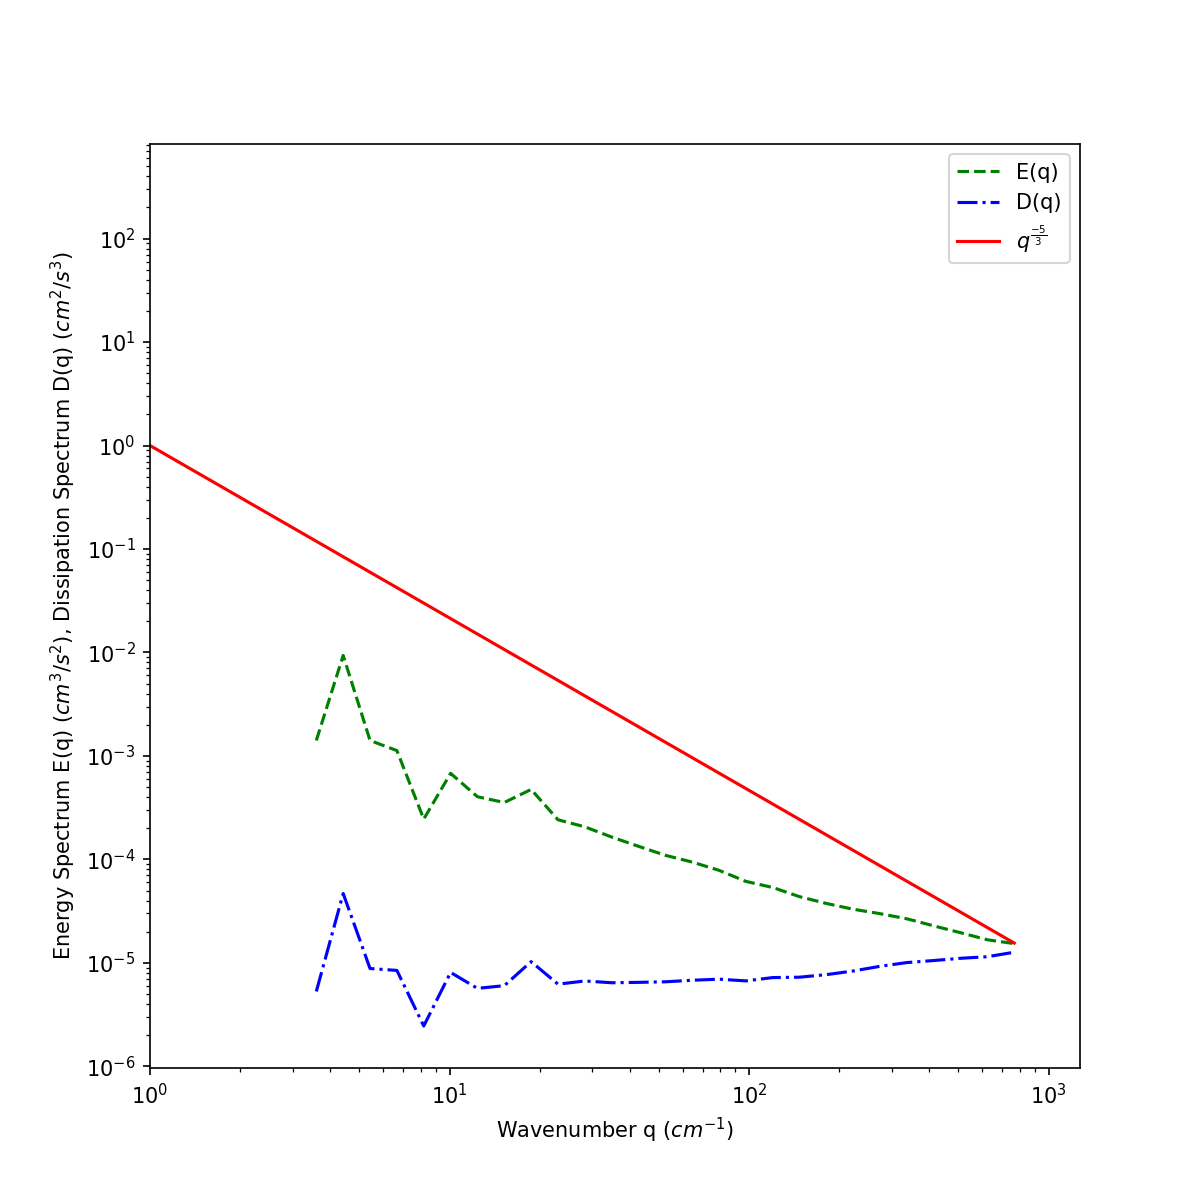 E(q)
D(q)
q^{\frac{-5}{3}}
10^2
10^1
10^0
10^{-1}
10^{-2}
10^{-3}
10^{-4}
10^{-5}
10^{-6}
Energy Spectrum E(q) (cm^3/s^2), Dissipation Spectrum D(q) (cm^2/s^3)
10^0 10^1 10^2 10^3
Wavenumber q (cm^{-1})